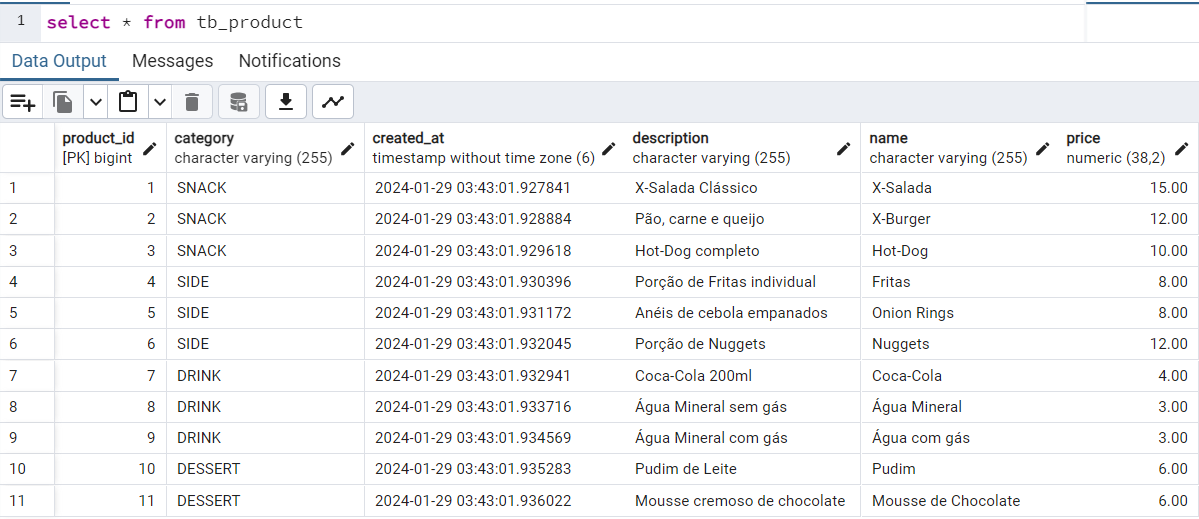 1 select * from tb_product
Data Output Messages Notifications
product_id category created_at description name price
[PK] bigint character varying (255) timestamp without time zone (6) character varying (255) character varying (255) numeric (38,2)
1 1 SNACK 2024-01-29 03:43:01.927841 X-Salada Clássico X-Salada 15.00
2 2 SNACK 2024-01-29 03:43:01.928884 Pão, carne e queijo X-Burger 12.00
3 3 SNACK 2024-01-29 03:43:01.929618 Hot-Dog completo Hot-Dog 10.00
4 4 SIDE 2024-01-29 03:43:01.930396 Porção de Fritas individual Fritas 8.00
5 5 SIDE 2024-01-29 03:43:01.931172 Anéis de cebola empanados Onion Rings 8.00
6 6 SIDE 2024-01-29 03:43:01.932045 Porção de Nuggets Nuggets 12.00
7 7 DRINK 2024-01-29 03:43:01.932941 Coca-Cola 200ml Coca-Cola 4.00
8 8 DRINK 2024-01-29 03:43:01.933716 Água Mineral sem gás Água Mineral 3.00
9 9 DRINK 2024-01-29 03:43:01.934569 Água Mineral com gás Água com gás 3.00
10 10 DESSERT 2024-01-29 03:43:01.935283 Pudim de Leite Pudim 6.00
11 11 DESSERT 2024-01-29 03:43:01.936022 Mousse cremoso de chocolate Mousse de Chocolate 6.00